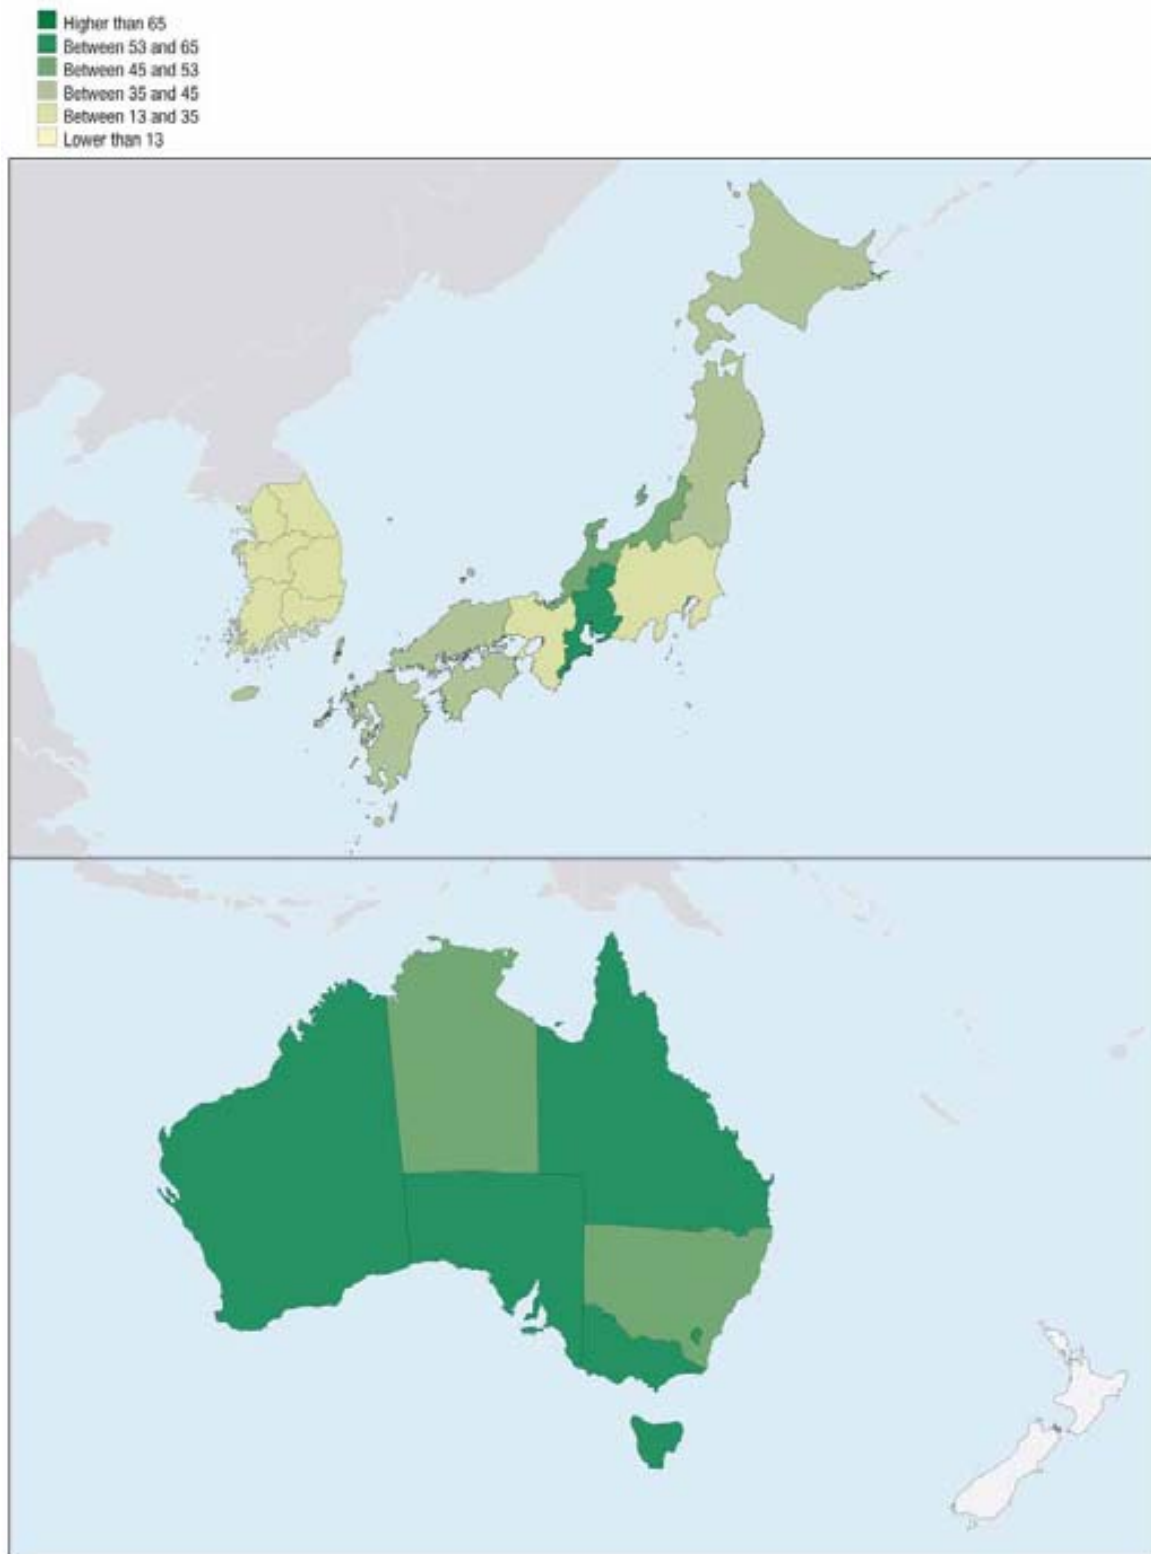 Higher than 65
Between 53 and 65
Between 45 and 53
Between 35 and 45
Between 13 and 35
Lower than 13